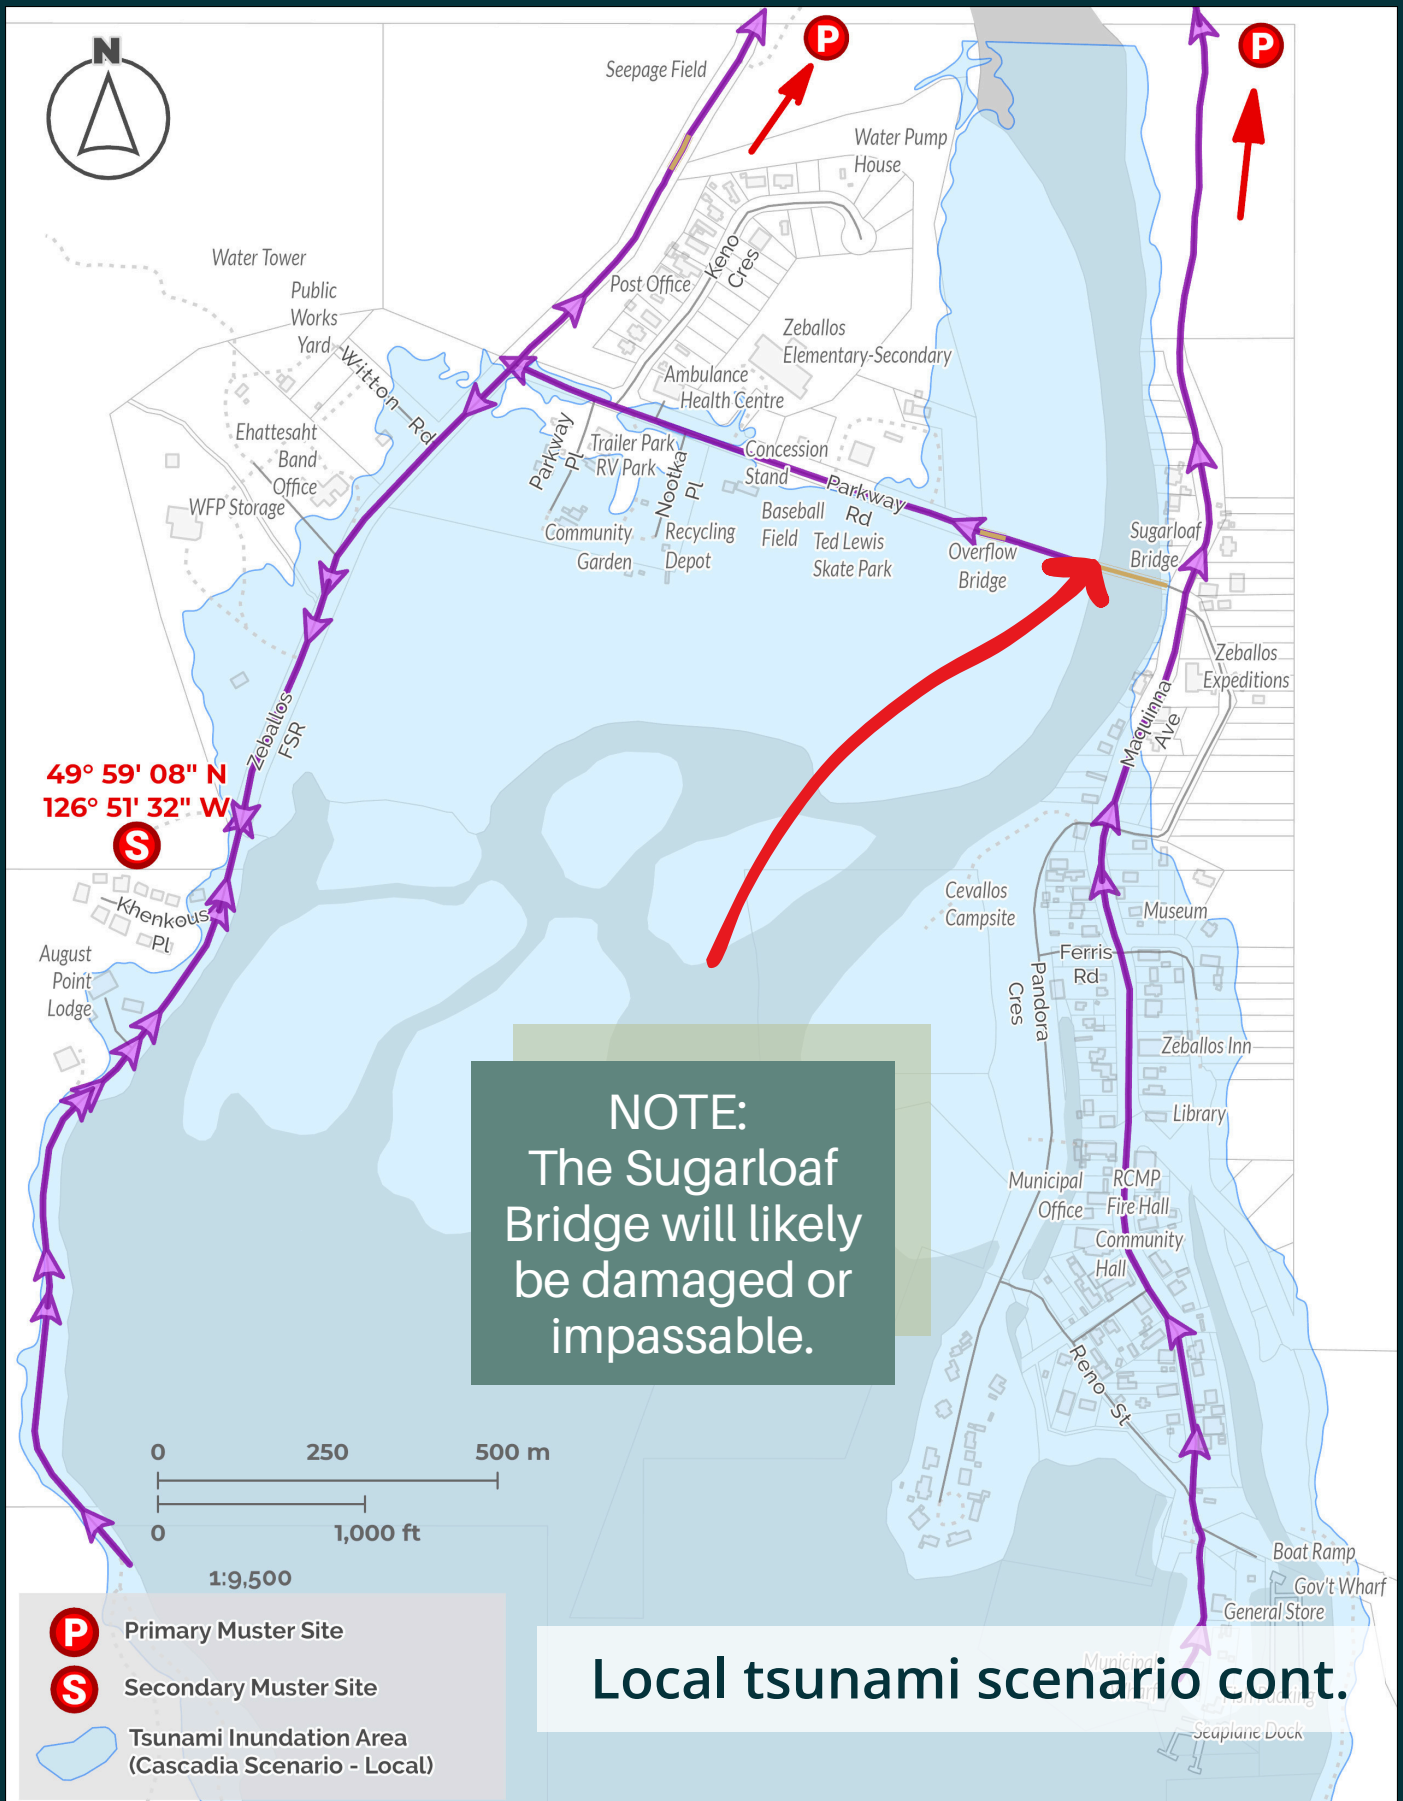 N
P
P
Seepage Field
Water Pump
House
Water Tower
Public
Works
Yard
Post Office
Keno
Cres
Zeballos
Elementary-Secondary
Witton Rd
Ambulance
Health Centre
Ehattesaht
Band
Office
WFP Storage
Parkway
Pl
Trailer Park
RV Park
Nootka
Pl
Concession
Stand
Parkway
Rd
Community
Garden
Recycling
Depot
Baseball
Field
Ted Lewis
Skate Park
Overflow
Bridge
Sugarloaf
Bridge
Zeballos
Expeditions
Zeballos
FSR
Maquinna
Ave
49° 59' 08" N
126° 51' 32" W
S
Khenkous
Pl
August
Point
Lodge
Cevallos
Campsite
Museum
Ferris
Rd
Pandora
Cres
Zeballos Inn
Library
NOTE:
The Sugarloaf
Bridge will likely
be damaged or
impassable.
Municipal
Office
RCMP
Fire Hall
Community
Hall
Reno St
0 250 500 m
0 1,000 ft
1:9,500
Boat Ramp
Gov't Wharf
General Store
P Primary Muster Site
S Secondary Muster Site
Tsunami Inundation Area
(Cascadia Scenario - Local)
Municipal
Wharf
Fish Packing
Local tsunami scenario cont.
Seaplane Dock